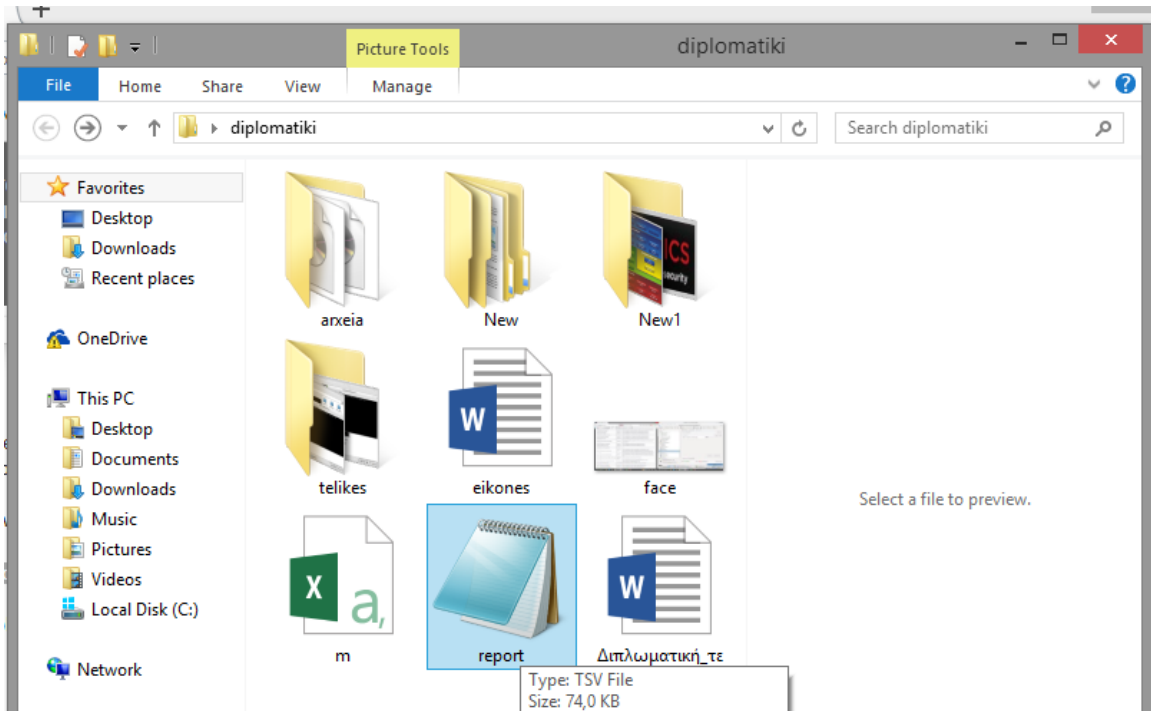 Picture Tools
diplomatiki
File Home Share View Manage
diplomatiki
Search diplomatiki
Favorites
Desktop
Downloads
Recent places
OneDrive
This PC
Desktop
Documents
Downloads
Music
Pictures
Videos
Local Disk (C:)
Network
arxeia New New1
telikes eikones face
m report Διπλωματική_τε
Type: TSV File
Size: 74,0 KB
Select a file to preview.